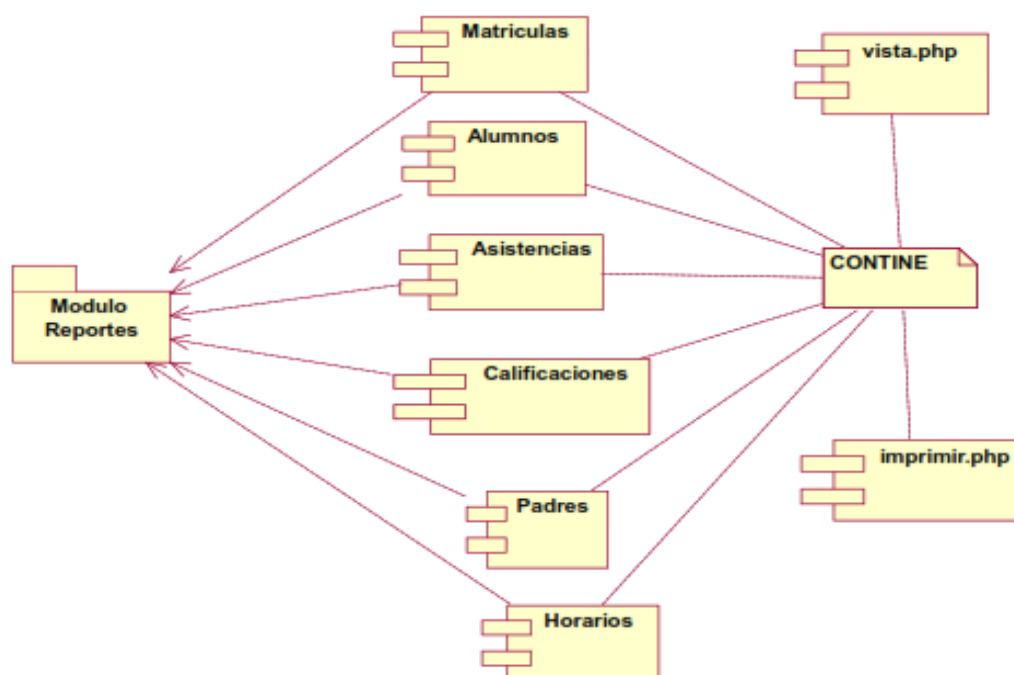 Matriculas
vista.php
Alumnos
Asistencias
CONTINE
Modulo
Reportes
Calificaciones
imprimir.php
Padres
Horarios